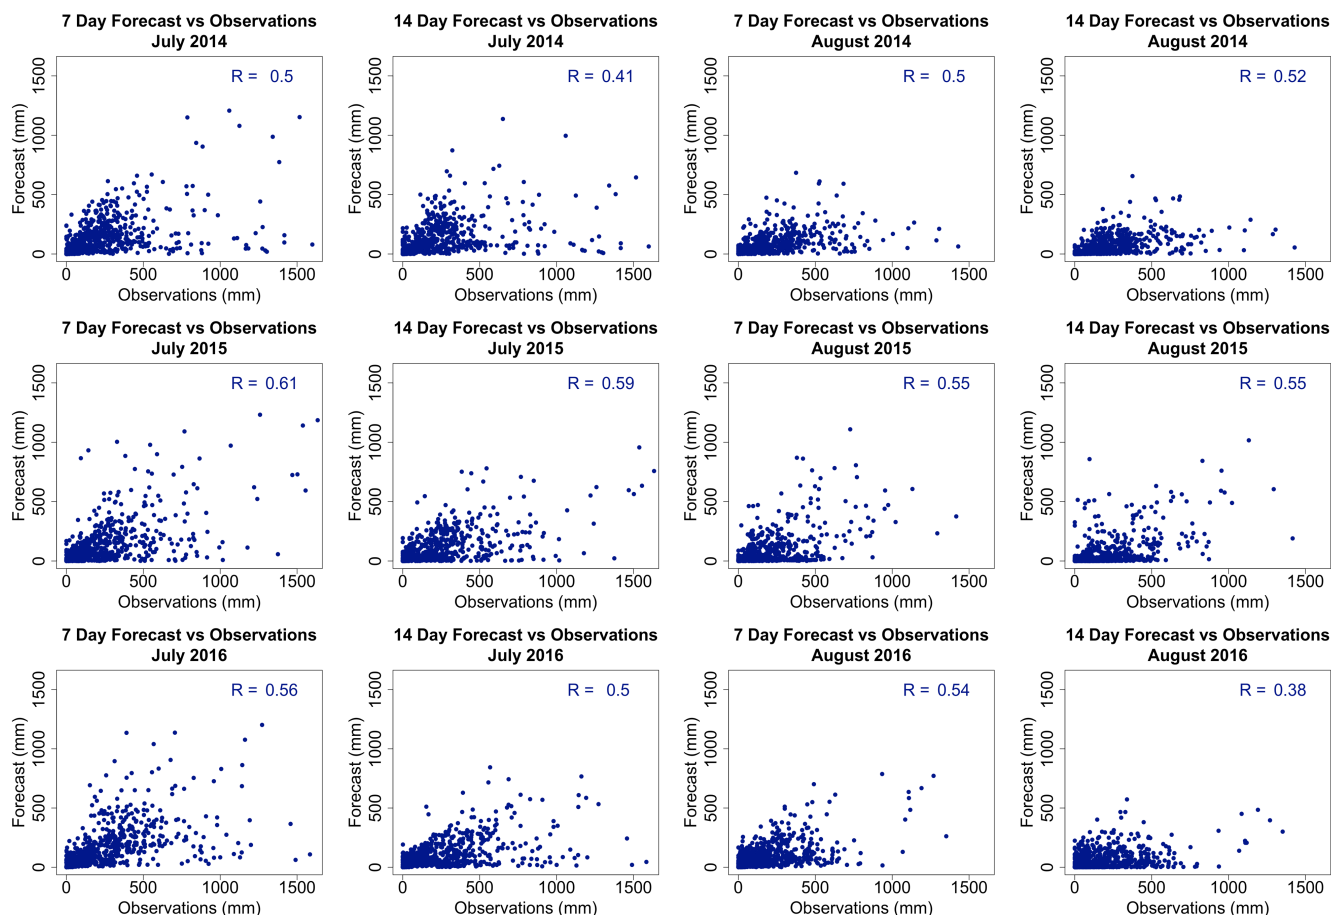 7 Day Forecast vs Observations
July 2014
R = 0.5
1500
1000
500
0
Forecast (mm)
0 500 1000 1500
Observations (mm)
14 Day Forecast vs Observations
July 2014
R = 0.41
1500
1000
500
0
Forecast (mm)
0 500 1000 1500
Observations (mm)
7 Day Forecast vs Observations
August 2014
R = 0.5
1500
1000
500
0
Forecast (mm)
0 500 1000 1500
Observations (mm)
14 Day Forecast vs Observations
August 2014
R = 0.52
1500
1000
500
0
Forecast (mm)
0 500 1000 1500
Observations (mm)
7 Day Forecast vs Observations
July 2015
R = 0.61
1500
1000
500
0
Forecast (mm)
0 500 1000 1500
Observations (mm)
14 Day Forecast vs Observations
July 2015
R = 0.59
1500
1000
500
0
Forecast (mm)
0 500 1000 1500
Observations (mm)
7 Day Forecast vs Observations
August 2015
R = 0.55
1500
1000
500
0
Forecast (mm)
0 500 1000 1500
Observations (mm)
14 Day Forecast vs Observations
August 2015
R = 0.55
1500
1000
500
0
Forecast (mm)
0 500 1000 1500
Observations (mm)
7 Day Forecast vs Observations
July 2016
R = 0.56
1500
1000
500
0
Forecast (mm)
0 500 1000 1500
Observations (mm)
14 Day Forecast vs Observations
July 2016
R = 0.5
1500
1000
500
0
Forecast (mm)
0 500 1000 1500
Observations (mm)
7 Day Forecast vs Observations
August 2016
R = 0.54
1500
1000
500
0
Forecast (mm)
0 500 1000 1500
Observations (mm)
14 Day Forecast vs Observations
August 2016
R = 0.38
1500
1000
500
0
Forecast (mm)
0 500 1000 1500
Observations (mm)